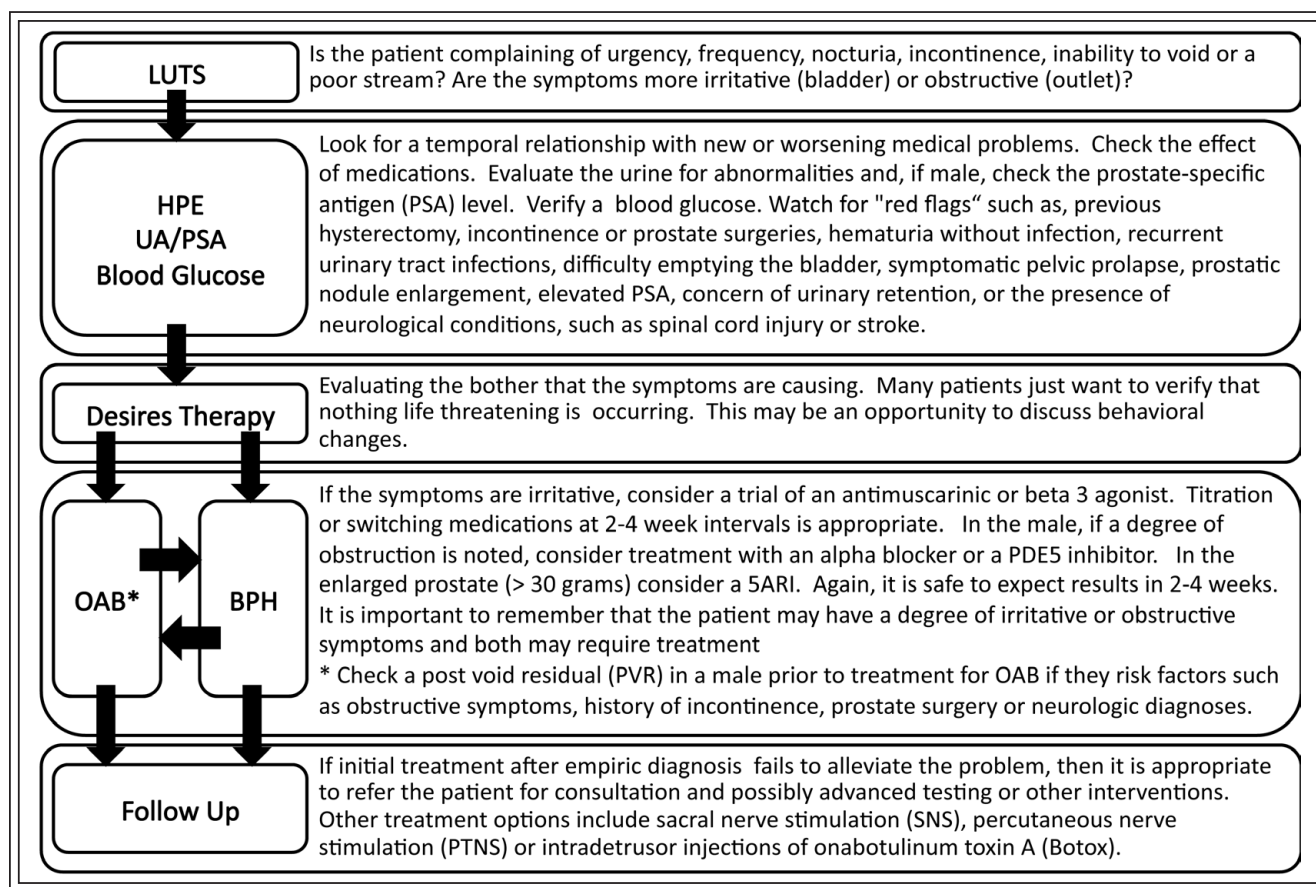 LUTS
Is the patient complaining of urgency, frequency, nocturia, incontinence, inability to void or a
poor stream? Are the symptoms more irritative (bladder) or obstructive (outlet)?
HPE
UA/PSA
Blood Glucose
Look for a temporal relationship with new or worsening medical problems. Check the effect
of medications. Evaluate the urine for abnormalities and, if male, check the prostate-specific
antigen (PSA) level. Verify a blood glucose. Watch for "red flags“ such as, previous
hysterectomy, incontinence or prostate surgeries, hematuria without infection, recurrent
urinary tract infections, difficulty emptying the bladder, symptomatic pelvic prolapse, prostatic
nodule enlargement, elevated PSA, concern of urinary retention, or the presence of
neurological conditions, such as spinal cord injury or stroke.
Desires Therapy
Evaluating the bother that the symptoms are causing. Many patients just want to verify that
nothing life threatening is occurring. This may be an opportunity to discuss behavioral
changes.
OAB*
BPH
If the symptoms are irritative, consider a trial of an antimuscarinic or beta 3 agonist. Titration
or switching medications at 2-4 week intervals is appropriate. In the male, if a degree of
obstruction is noted, consider treatment with an alpha blocker or a PDE5 inhibitor. In the
enlarged prostate (> 30 grams) consider a 5ARI. Again, it is safe to expect results in 2-4 weeks.
It is important to remember that the patient may have a degree of irritative or obstructive
symptoms and both may require treatment
* Check a post void residual (PVR) in a male prior to treatment for OAB if they risk factors such
as obstructive symptoms, history of incontinence, prostate surgery or neurologic diagnoses.
Follow Up
If initial treatment after empiric diagnosis fails to alleviate the problem, then it is appropriate
to refer the patient for consultation and possibly advanced testing or other interventions.
Other treatment options include sacral nerve stimulation (SNS), percutaneous nerve
stimulation (PTNS) or intradetrusor injections of onabotulinum toxin A (Botox).